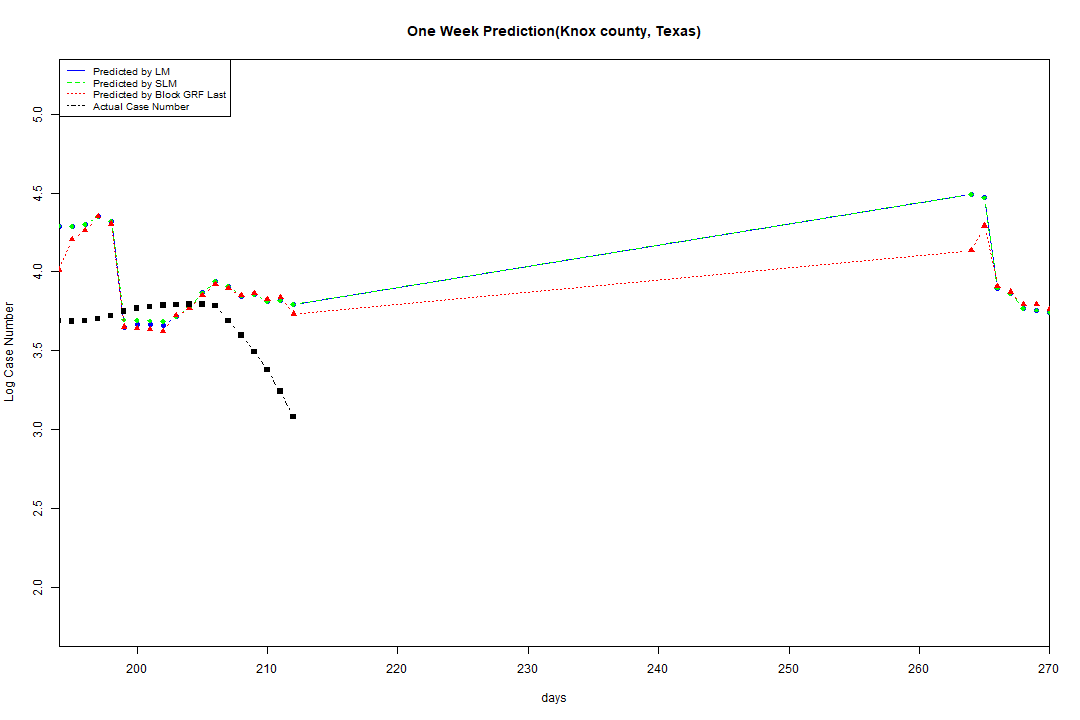 One Week Prediction(Knox county, Texas)
Predicted by LM
Predicted by SLM
Predicted by Block GRF Last
Actual Case Number
5.0
4.5
4.0
3.5
3.0
2.5
2.0
Log Case Number
200 210 220 230 240 250 260 270
days